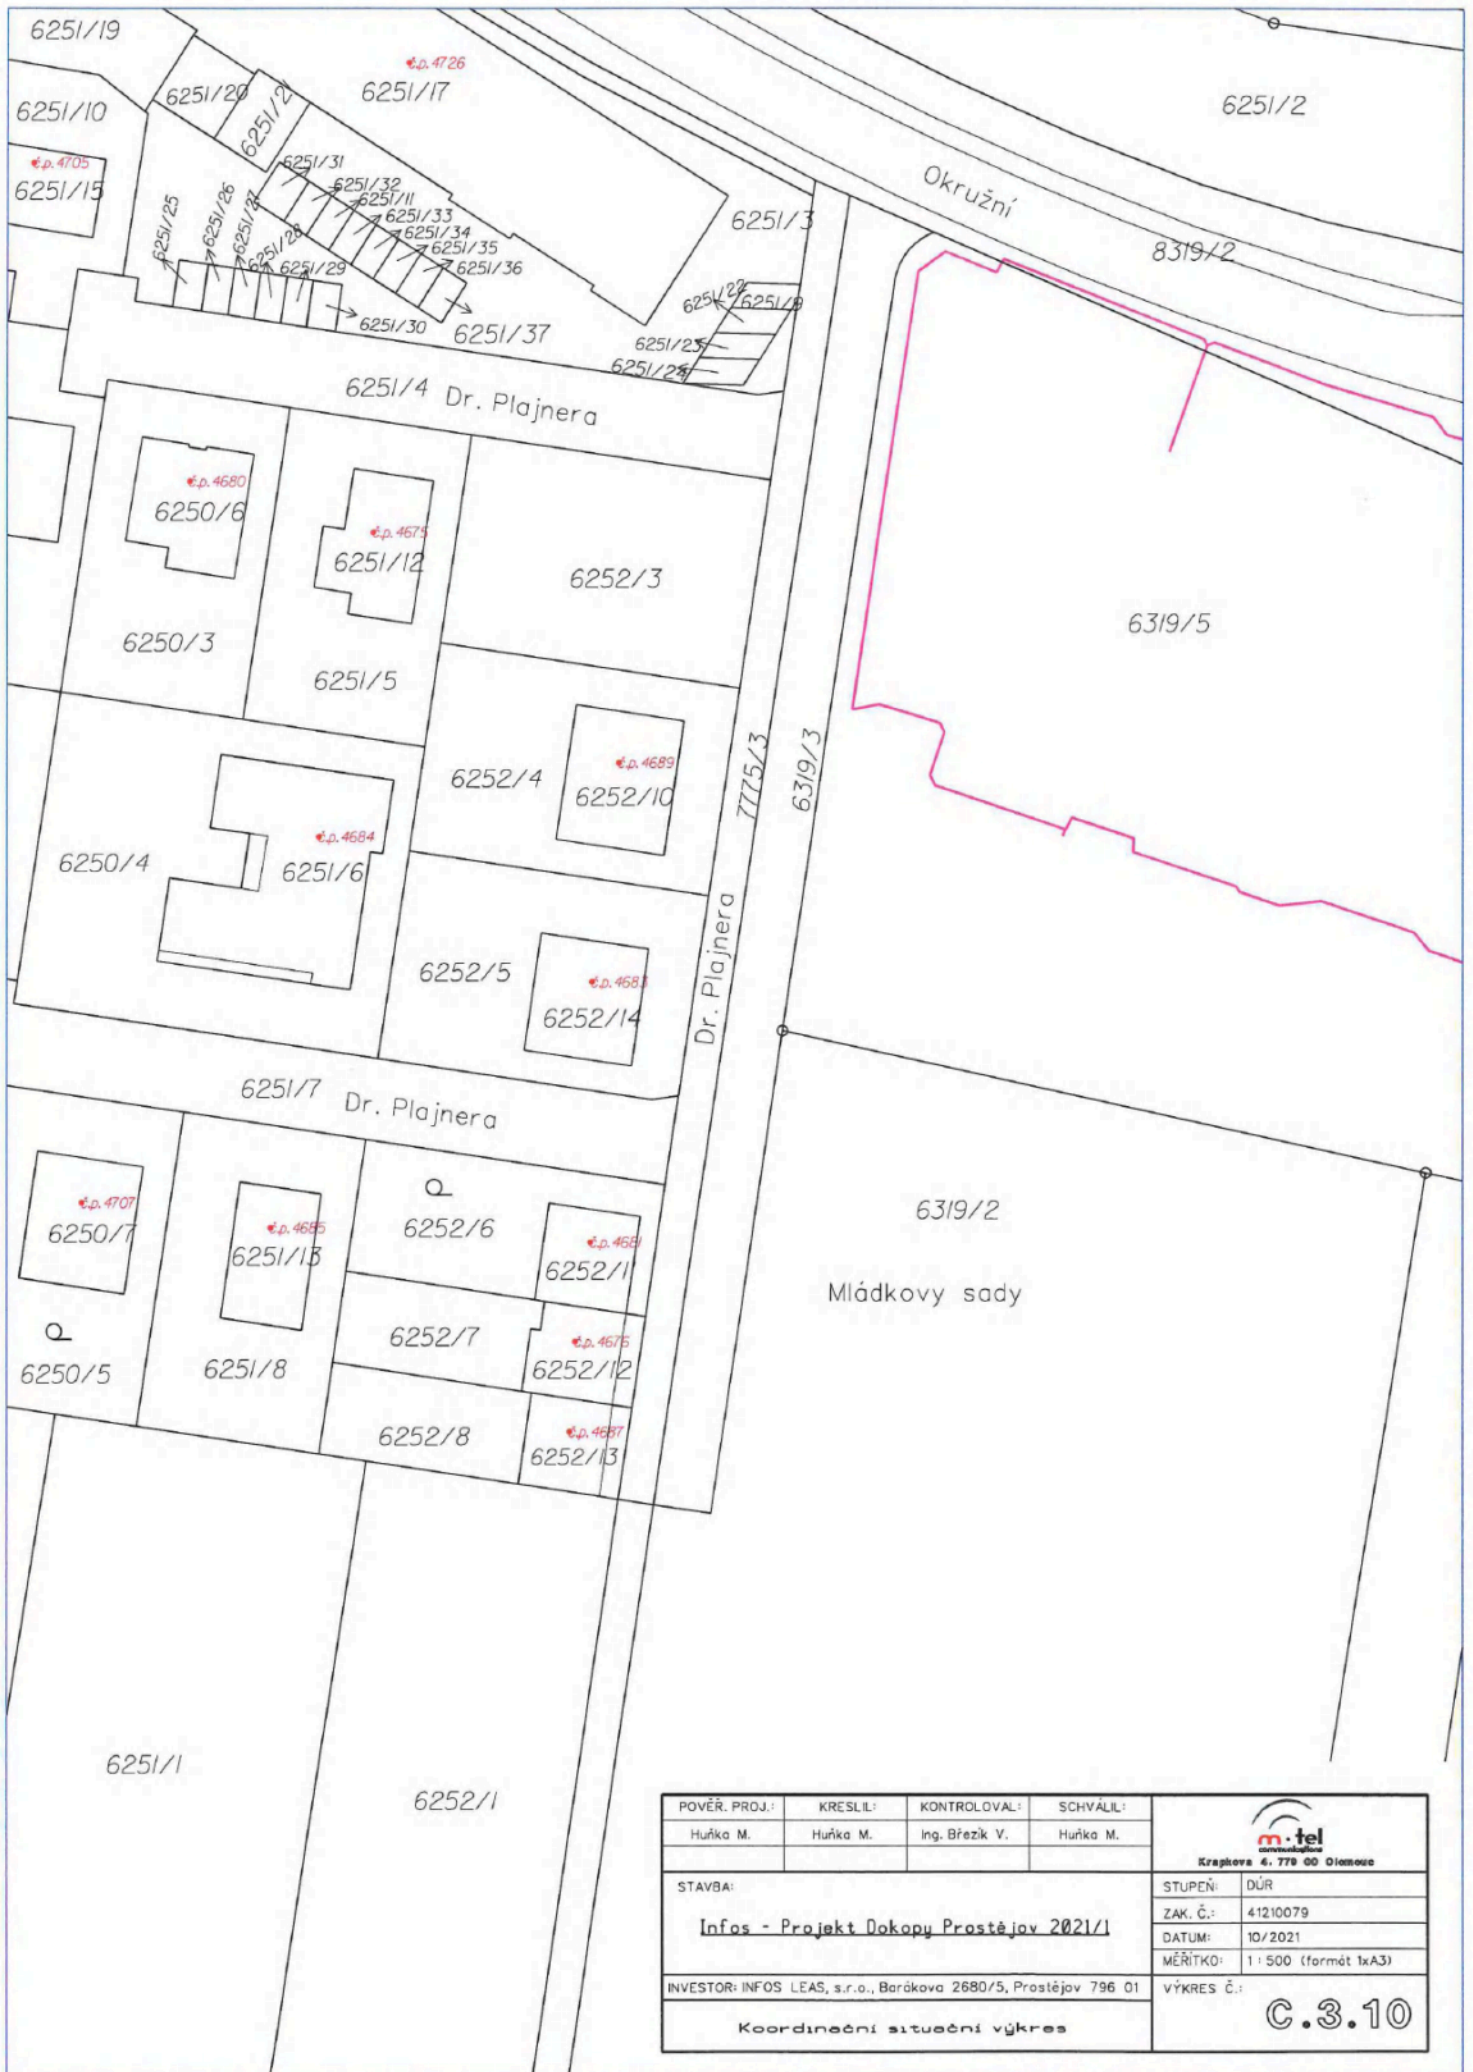 6251/19
č.p. 4726
6251/17
6251/20
6251/21
6251/2
6251/10
č.p. 4705
6251/15
6251/31
6251/32
6251/11
6251/33
6251/34
6251/35
6251/36
6251/25
6251/26
6251/27
6251/28
6251/29
6251/30
6251/37
6251/3
Okružní
8319/2
6251/22
6251/9
6251/23
6251/24
6251/4 Dr. Plajnera
č.p. 4680
6250/6
č.p. 4675
6251/12
6252/3
6319/5
6250/3
6251/5
7775/3
6319/3
6252/4
č.p. 4689
6252/10
č.p. 4684
6250/4
6251/6
Dr. Plajnera
6252/5
č.p. 4683
6252/14
6251/7 Dr. Plajnera
č.p. 4707
6250/7
č.p. 4685
6251/13
6252/6
č.p. 4681
6252/11
6319/2
Mládkovy sady
6250/5
6251/8
6252/7
č.p. 4676
6252/12
6252/8
č.p. 4687
6252/13
6251/1
6252/1
POVĚŘ. PROJ.: KRESLIL: KONTROLOVAL: SCHVÁLIL:
Huňka M. Huňka M. Ing. Březík V. Huňka M.
m·tel
communications
Krapkova 4, 779 00 Olomouc
STAVBA:
Infos - Projekt Dokopy Prostějov 2021/1
STUPEŇ: DÚR
ZAK. Č.: 41210079
DATUM: 10/2021
MĚŘÍTKO: 1 : 500 (formát 1xA3)
INVESTOR: INFOS LEAS, s.r.o., Barákova 2680/5, Prostějov 796 01
VÝKRES Č.:
C.3.10
Koordinační situační výkres